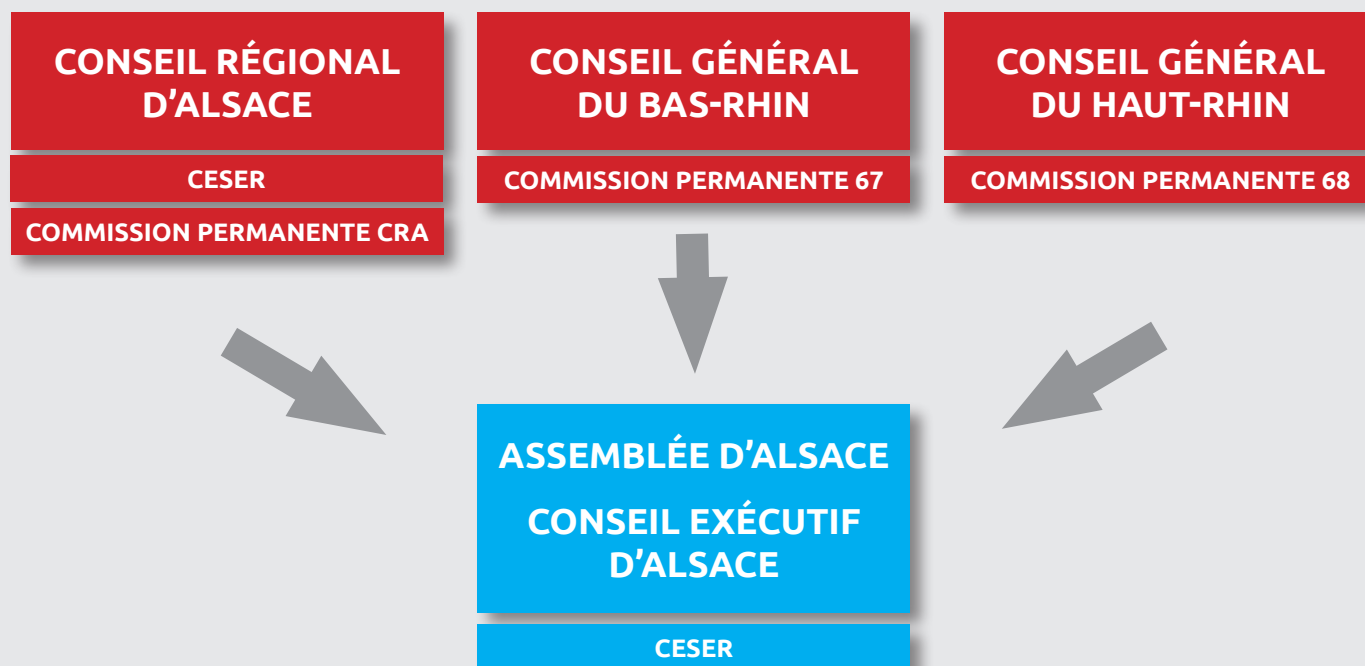 CONSEIL RÉGIONAL
D’ALSACE
CESER
COMMISSION PERMANENTE CRA
CONSEIL GÉNÉRAL
DU BAS-RHIN
COMMISSION PERMANENTE 67
CONSEIL GÉNÉRAL
DU HAUT-RHIN
COMMISSION PERMANENTE 68
ASSEMBLÉE D’ALSACE
CONSEIL EXÉCUTIF
D’ALSACE
CESER